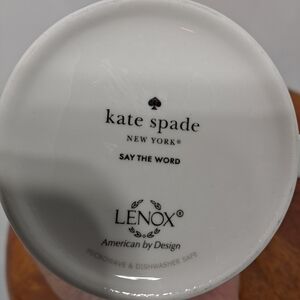 kate spade
NEW YORK®
SAY THE WORD
LENOX®
American by Design
MICROWAVE & DISHWASHER SAFE